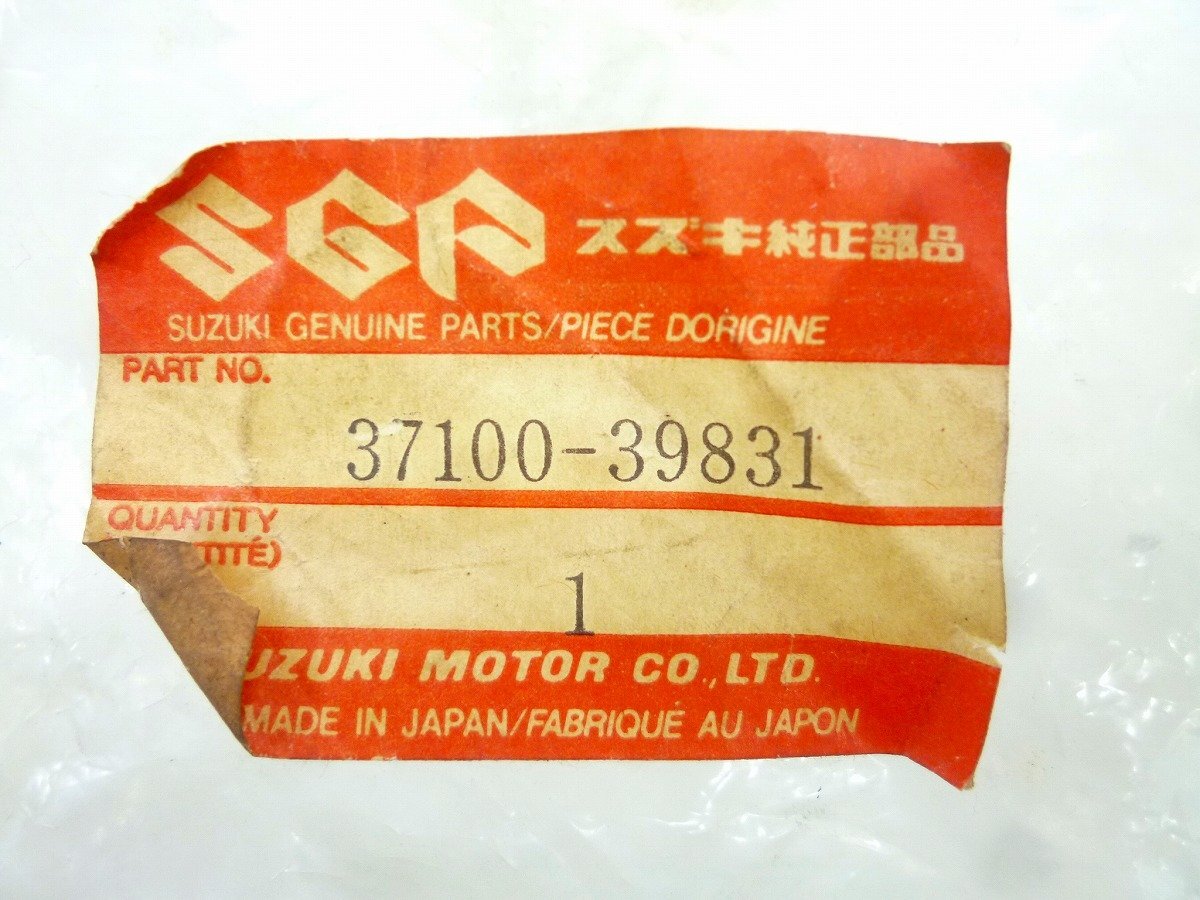 SGP スズキ純正部品
SUZUKI GENUINE PARTS/PIECE DORIGINE
PART NO.
37100-39831
QUANTITY
TITÉ)
1
UZUKI MOTOR CO., LTD.
MADE IN JAPAN/FABRIQUÉ AU JAPON